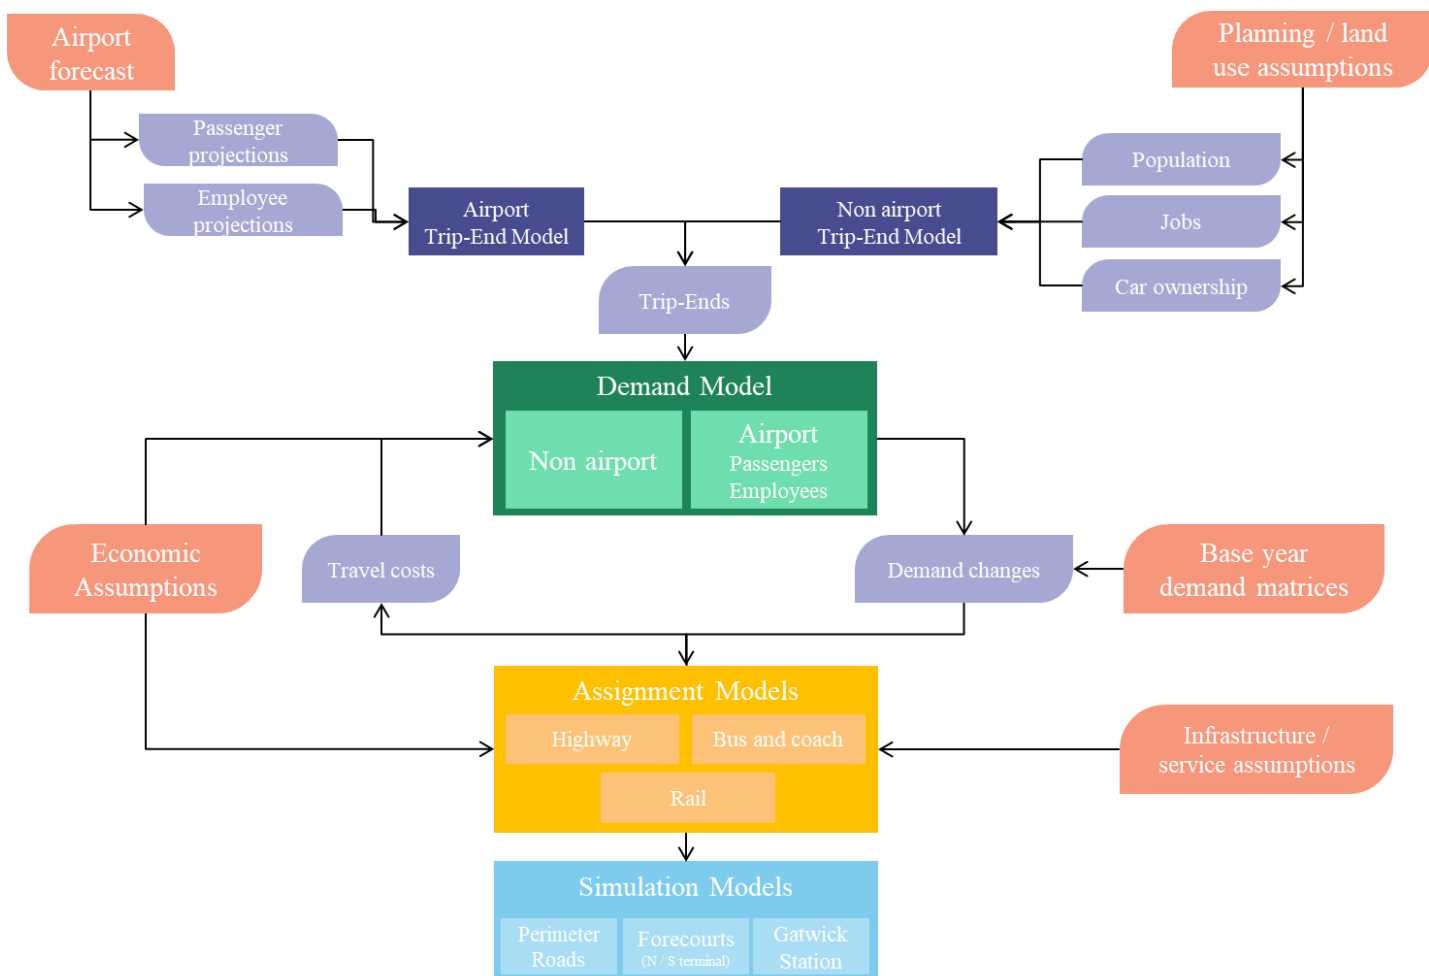 Airport
forecast
Planning / land
use assumptions
Passenger
projections
Population
Employee
projections
Airport
Trip-End Model
Non airport
Trip-End Model
Jobs
Trip-Ends
Car ownership
Demand Model
Non airport
Airport
Passengers
Employees
Economic
Assumptions
Travel costs
Demand changes
Base year
demand matrices
Assignment Models
Highway
Bus and coach
Rail
Infrastructure /
service assumptions
Simulation Models
Perimeter
Roads
Forecourts
(N / S terminal)
Gatwick
Station